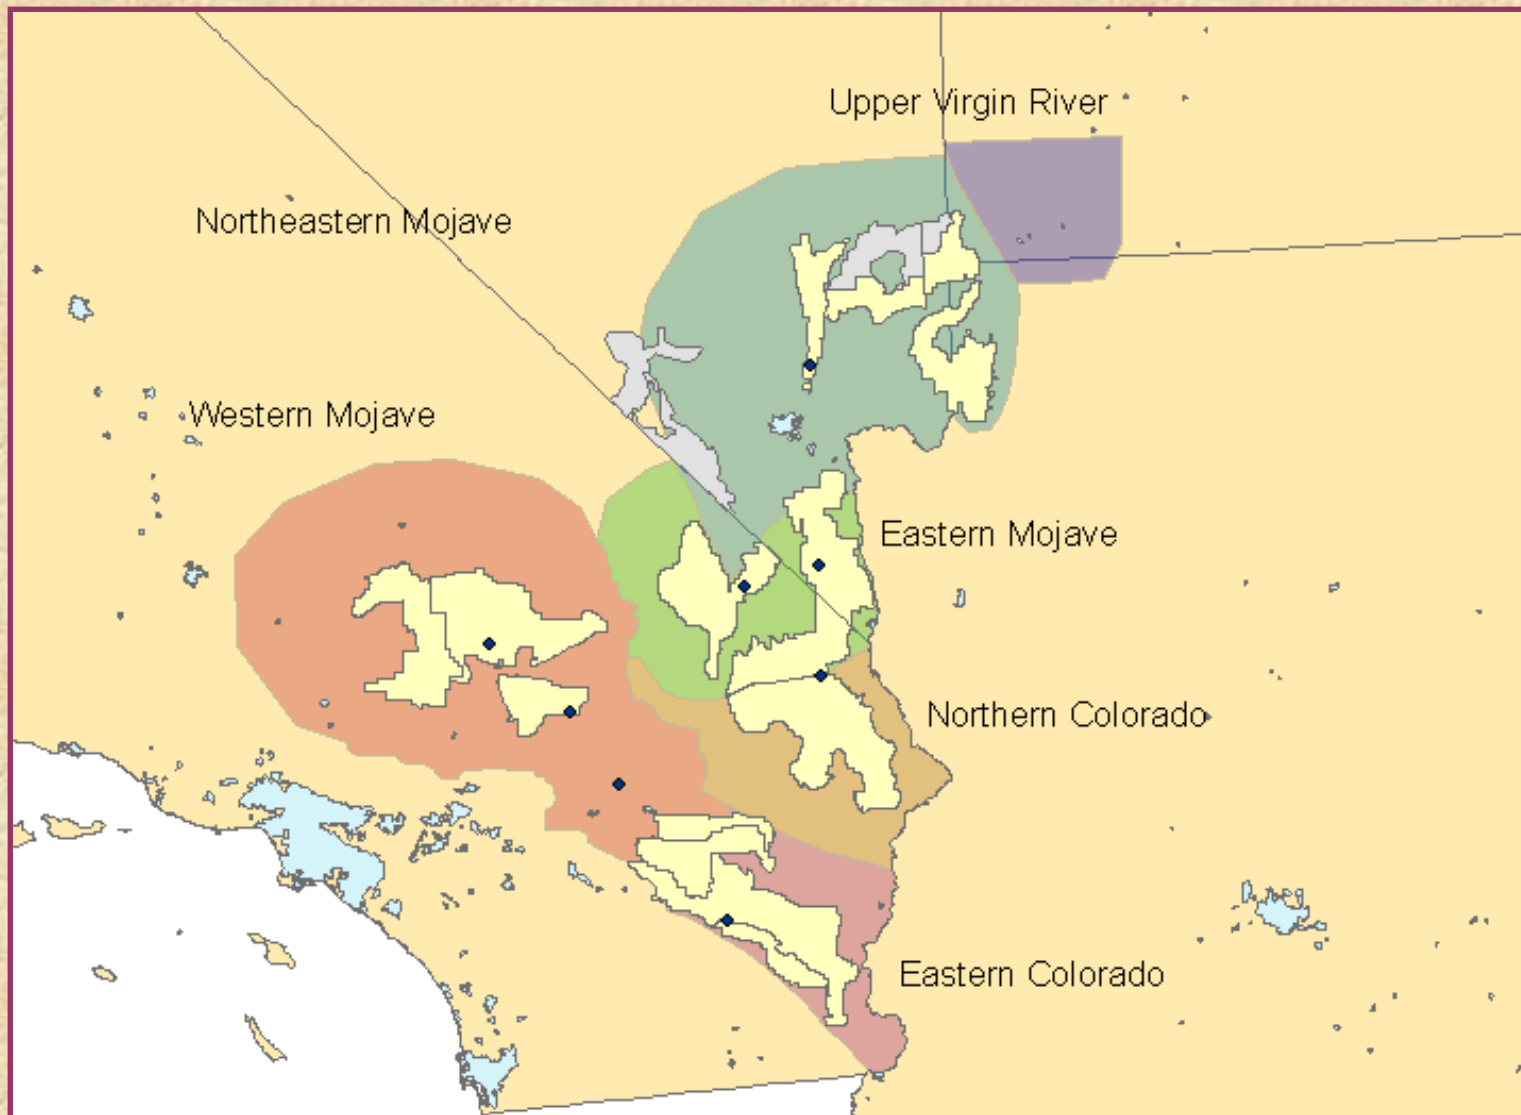 Upper Virgin River
Northeastern Mojave
Western Mojave
Eastern Mojave
Northern Colorado
Eastern Colorado